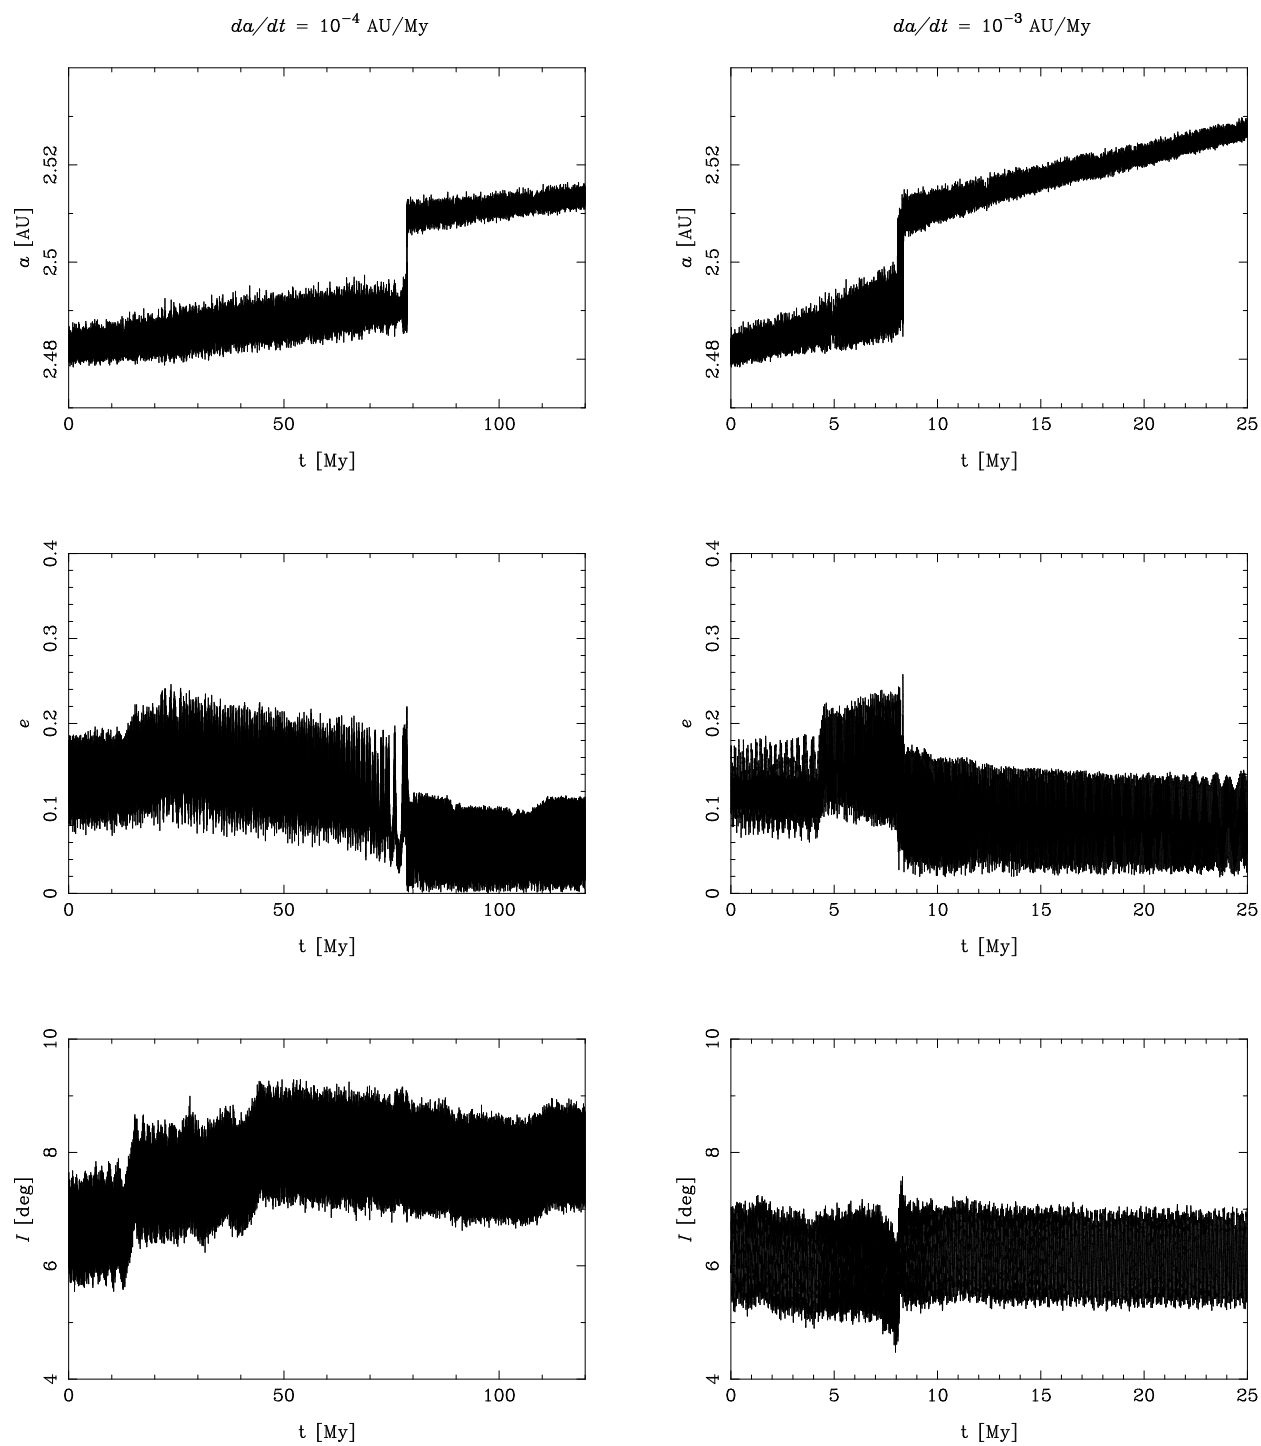 da/dt = 10⁻⁴ AU/My
da/dt = 10⁻³ AU/My
a [AU]
2.48 2.5 2.52
0 50 100
t [My]
a [AU]
2.48 2.5 2.52
0 5 10 15 20 25
t [My]
e
0 0.1 0.2 0.3 0.4
0 50 100
t [My]
e
0 0.1 0.2 0.3 0.4
0 5 10 15 20 25
t [My]
I [deg]
4 6 8 10
0 50 100
t [My]
I [deg]
4 6 8 10
0 5 10 15 20 25
t [My]